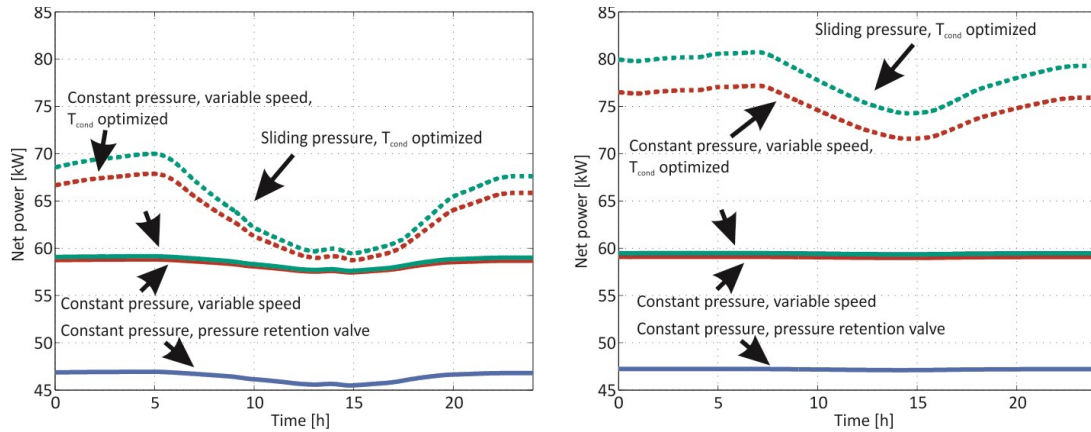 85
80
Constant pressure, variable speed,
T_cond optimized
75
Sliding pressure, T_cond optimized
70
65
60
55
Constant pressure, variable speed
Constant pressure, pressure retention valve
50
45
0 5 10 15 20
Time [h]
Net power [kW]
85
Sliding pressure, T_cond optimized
80
75
Constant pressure, variable speed,
T_cond optimized
70
65
60
55
Constant pressure, variable speed
Constant pressure, pressure retention valve
50
45
0 5 10 15 20
Time [h]
Net power [kW]